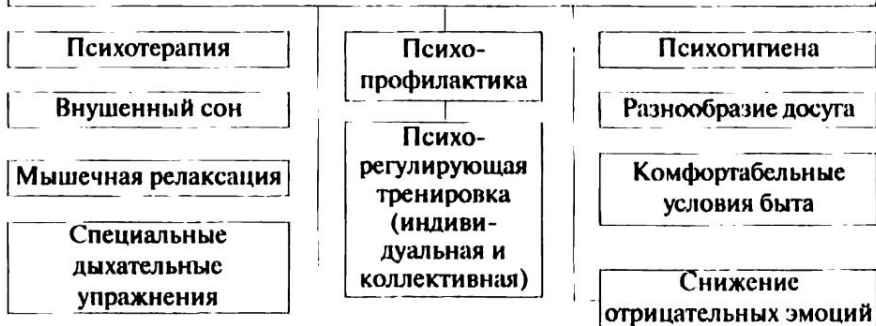 Психотерапия
Внушенный сон
Мышечная релаксация
Специальные
дыхательные
упражнения
Психо-
профилактика
Психо-
регулирующая
тренировка
(индиви-
дуальная и
коллективная)
Психогигиена
Разнообразие досуга
Комфортабельные
условия быта
Снижение
отрицательных эмоций